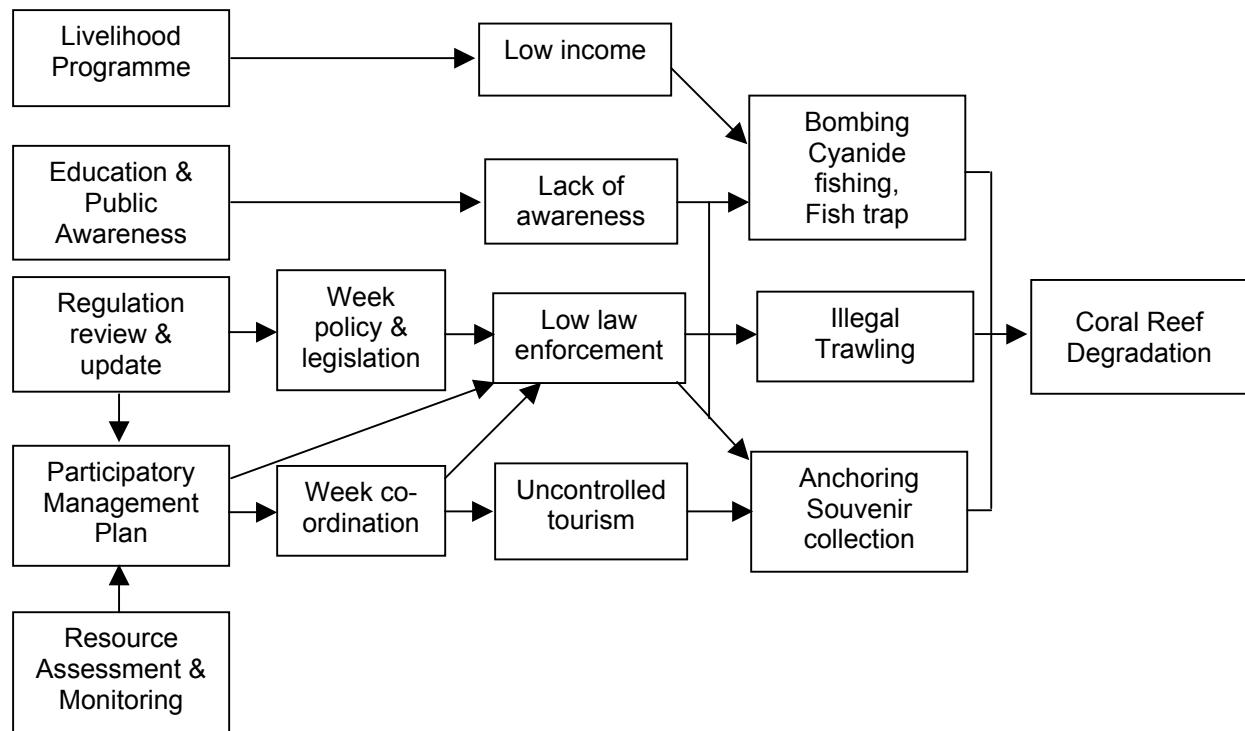 Livelihood
Programme
Low income
Bombing
Cyanide
fishing,
Fish trap
Education &
Public
Awareness
Lack of
awareness
Regulation
review &
update
Week
policy &
legislation
Low law
enforcement
Illegal
Trawling
Coral Reef
Degradation
Participatory
Management
Plan
Week co-
ordination
Uncontrolled
tourism
Anchoring
Souvenir
collection
Resource
Assessment &
Monitoring